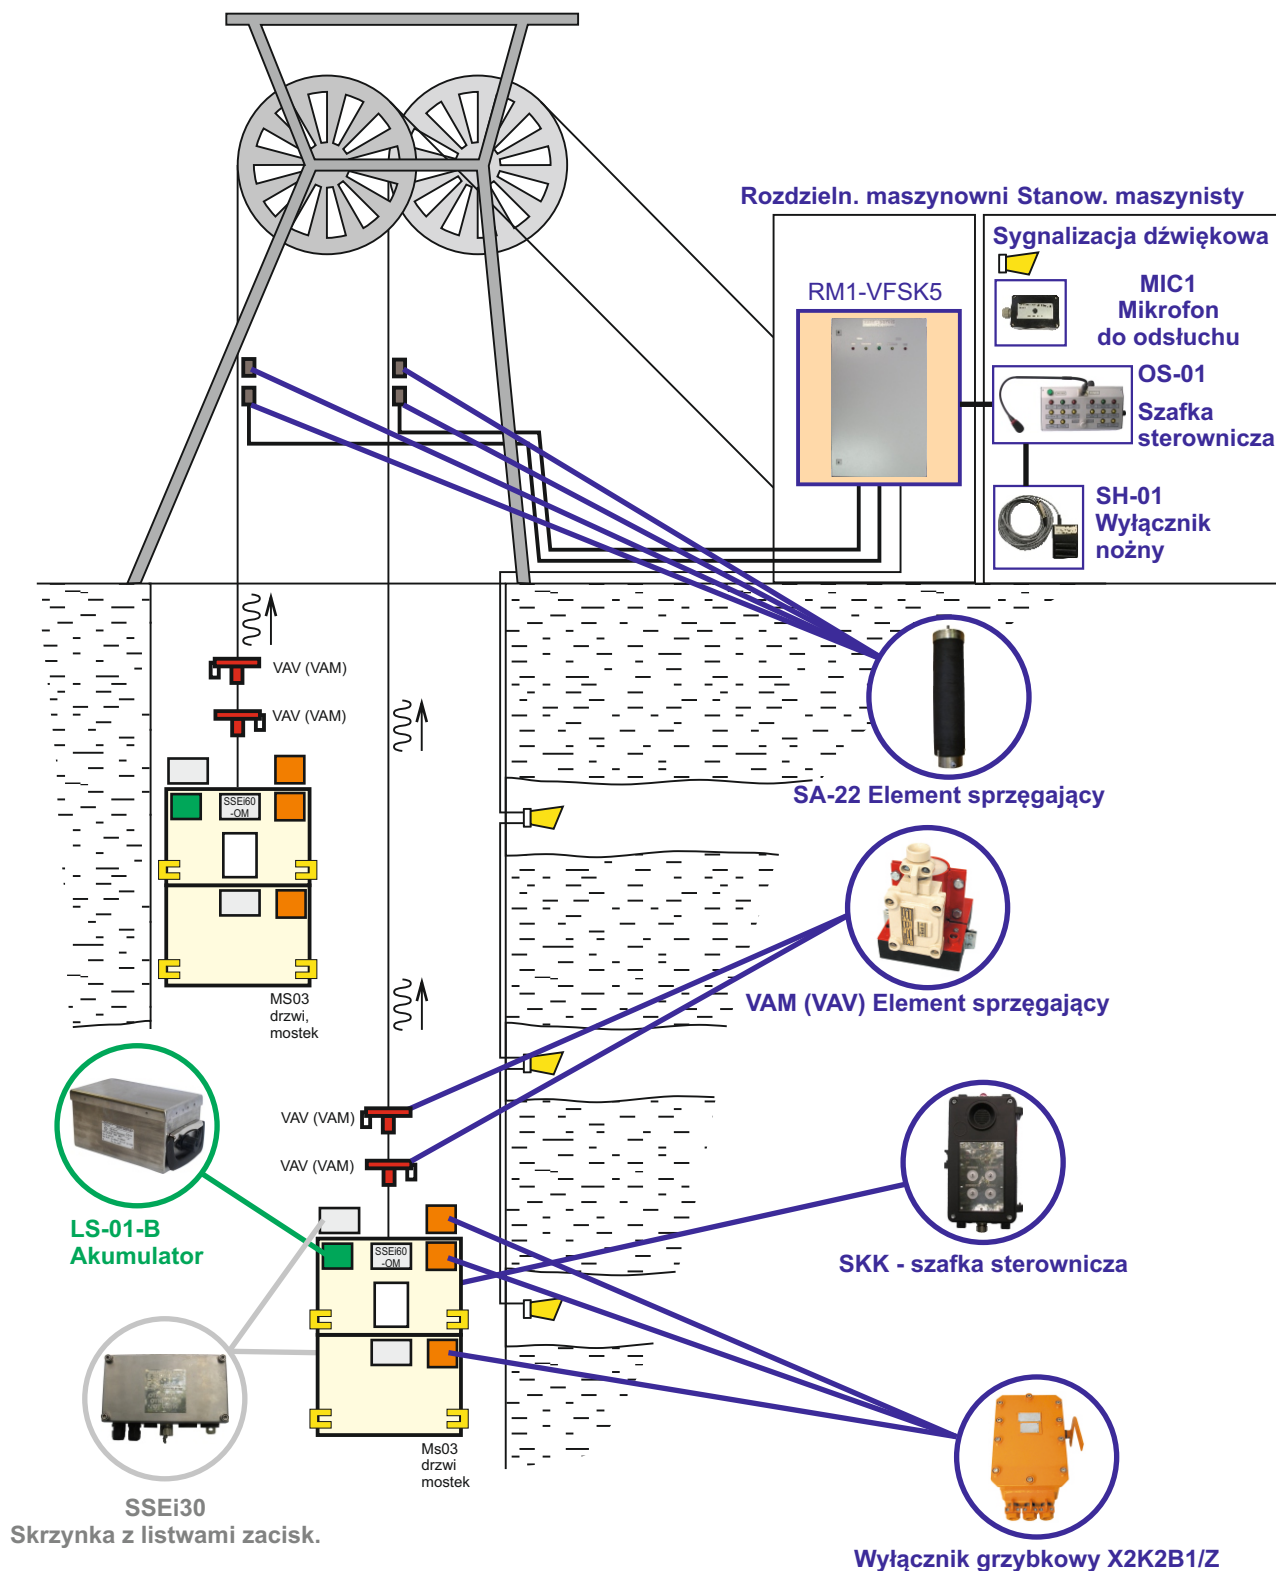 Rozdzieln. maszynowni
Stanow. maszynisty
Sygnalizacja dźwiękowa
RM1-VFSK5
MIC1
Mikrofon
do odsłuchu
OS-01
Szafka
sterownicza
SH-01
Wyłącznik
nożny
VAV (VAM)
VAV (VAM)
SSEi60
-OM
SA-22 Element sprzęgający
MS03
drzwi,
mostek
VAM (VAV) Element sprzęgający
VAV (VAM)
VAV (VAM)
LS-01-B
Akumulator
SSEi60
-OM
SKK - szafka sterownicza
Ms03
drzwi
mostek
SSEi30
Skrzynka z listwami zacisk.
Wyłącznik grzybkowy X2K2B1/Z